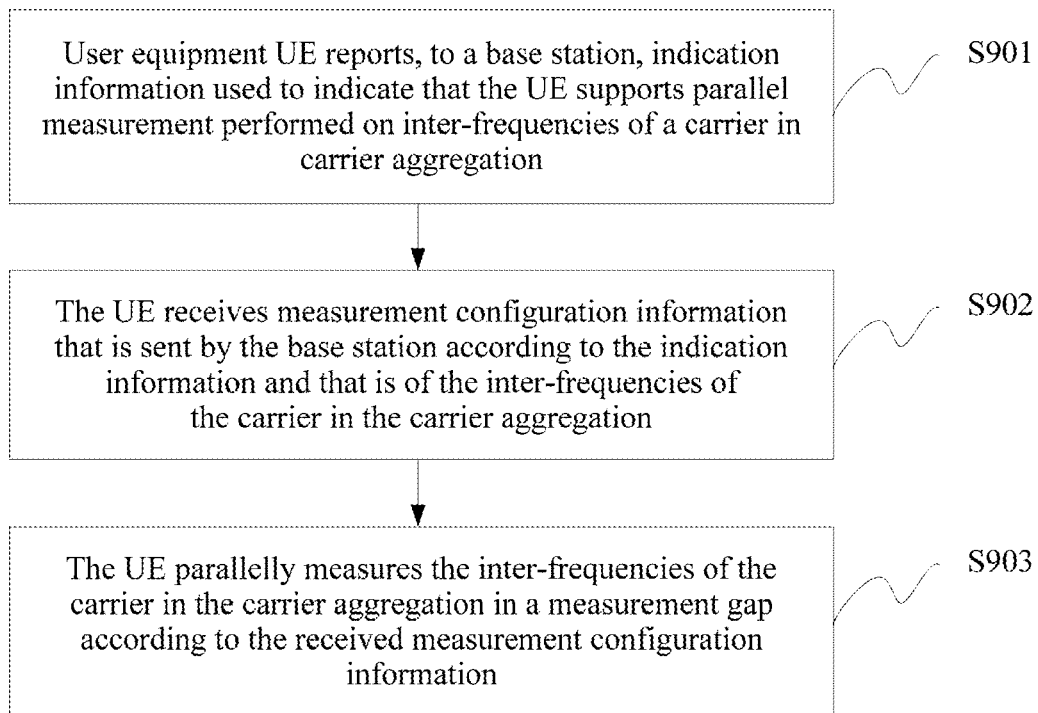 User equipment UE reports, to a base station, indication
information used to indicate that the UE supports parallel
measurement performed on inter-frequencies of a carrier in
carrier aggregation
S901
The UE receives measurement configuration information
that is sent by the base station according to the indication
information and that is of the inter-frequencies of
the carrier in the carrier aggregation
S902
The UE parallelly measures the inter-frequencies of the
carrier in the carrier aggregation in a measurement gap
according to the received measurement configuration
information
S903